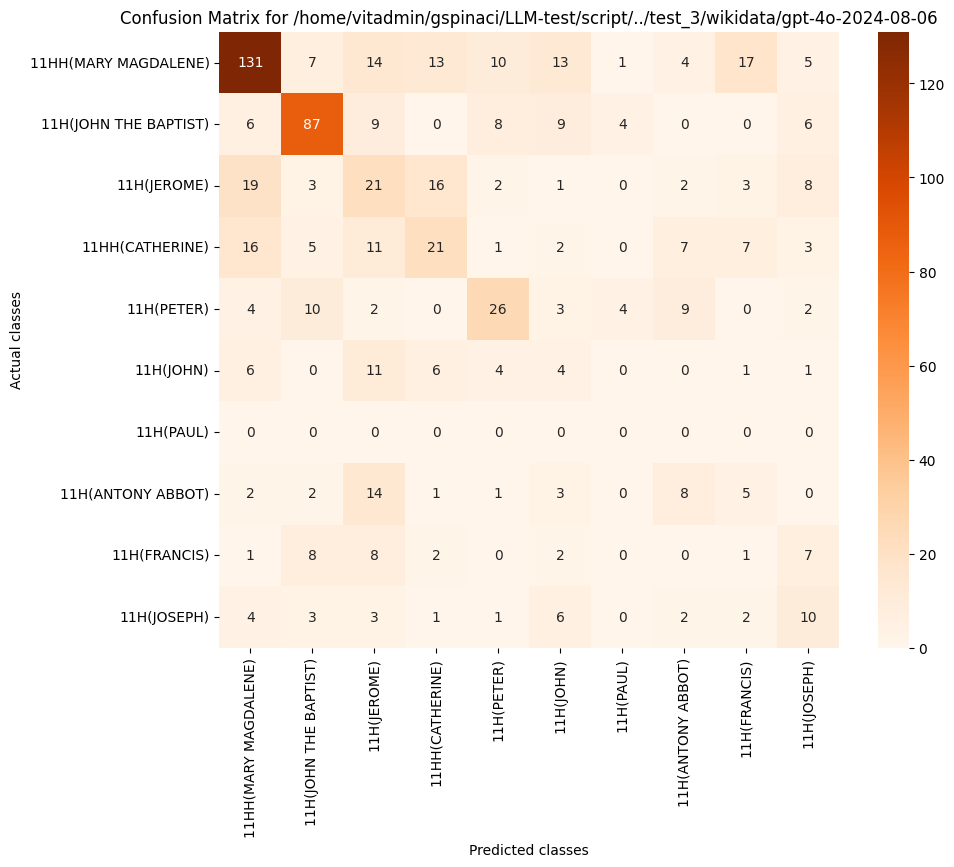 Confusion Matrix for /home/vitadmin/gspinaci/LLM-test/script/../test_3/wikidata/gpt-4o-2024-08-06
11HH(MARY MAGDALENE) 131 7 14 13 10 13 1 4 17 5
11H(JOHN THE BAPTIST) 6 87 9 0 8 9 4 0 0 6
11H(JEROME) 19 3 21 16 2 1 0 2 3 8
11HH(CATHERINE) 16 5 11 21 1 2 0 7 7 3
11H(PETER) 4 10 2 0 26 3 4 9 0 2
11H(JOHN) 6 0 11 6 4 4 0 0 1 1
11H(PAUL) 0 0 0 0 0 0 0 0 0 0
11H(ANTONY ABBOT) 2 2 14 1 1 3 0 8 5 0
11H(FRANCIS) 1 8 8 2 0 2 0 0 1 7
11H(JOSEPH) 4 3 3 1 1 6 0 2 2 10
Actual classes
11HH(MARY MAGDALENE)
11H(JOHN THE BAPTIST)
11H(JEROME)
11HH(CATHERINE)
11H(PETER)
11H(JOHN)
11H(PAUL)
11H(ANTONY ABBOT)
11H(FRANCIS)
11H(JOSEPH)
Predicted classes
120
100
80
60
40
20
0